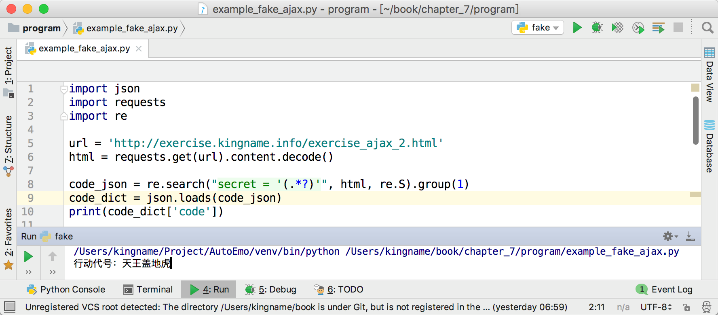 example_fake_ajax.py - program - [~/book/chapter_7/program]
program
example_fake_ajax.py
fake
example_fake_ajax.py
1: Project
7: Structure
2: Favorites
Data View
Database
1 import json
2 import requests
3 import re
4
5 url = 'http://exercise.kingname.info/exercise_ajax_2.html'
6 html = requests.get(url).content.decode()
7
8 code_json = re.search("secret = '(.*?)'", html, re.S).group(1)
9 code_dict = json.loads(code_json)
10 print(code_dict['code'])
11
Run fake
/Users/kingname/Project/AutoEmo/venv/bin/python /Users/kingname/book/chapter_7/program/example_fake_ajax.py
行动代号：天王盖地虎
>> >>
Python Console Terminal 4: Run 5: Debug 6: TODO 1 Event Log
Unregistered VCS root detected: The directory /Users/kingname/book is under Git, but is not registered in the ... (yesterday 06:59) 2:11 n/a UTF-8